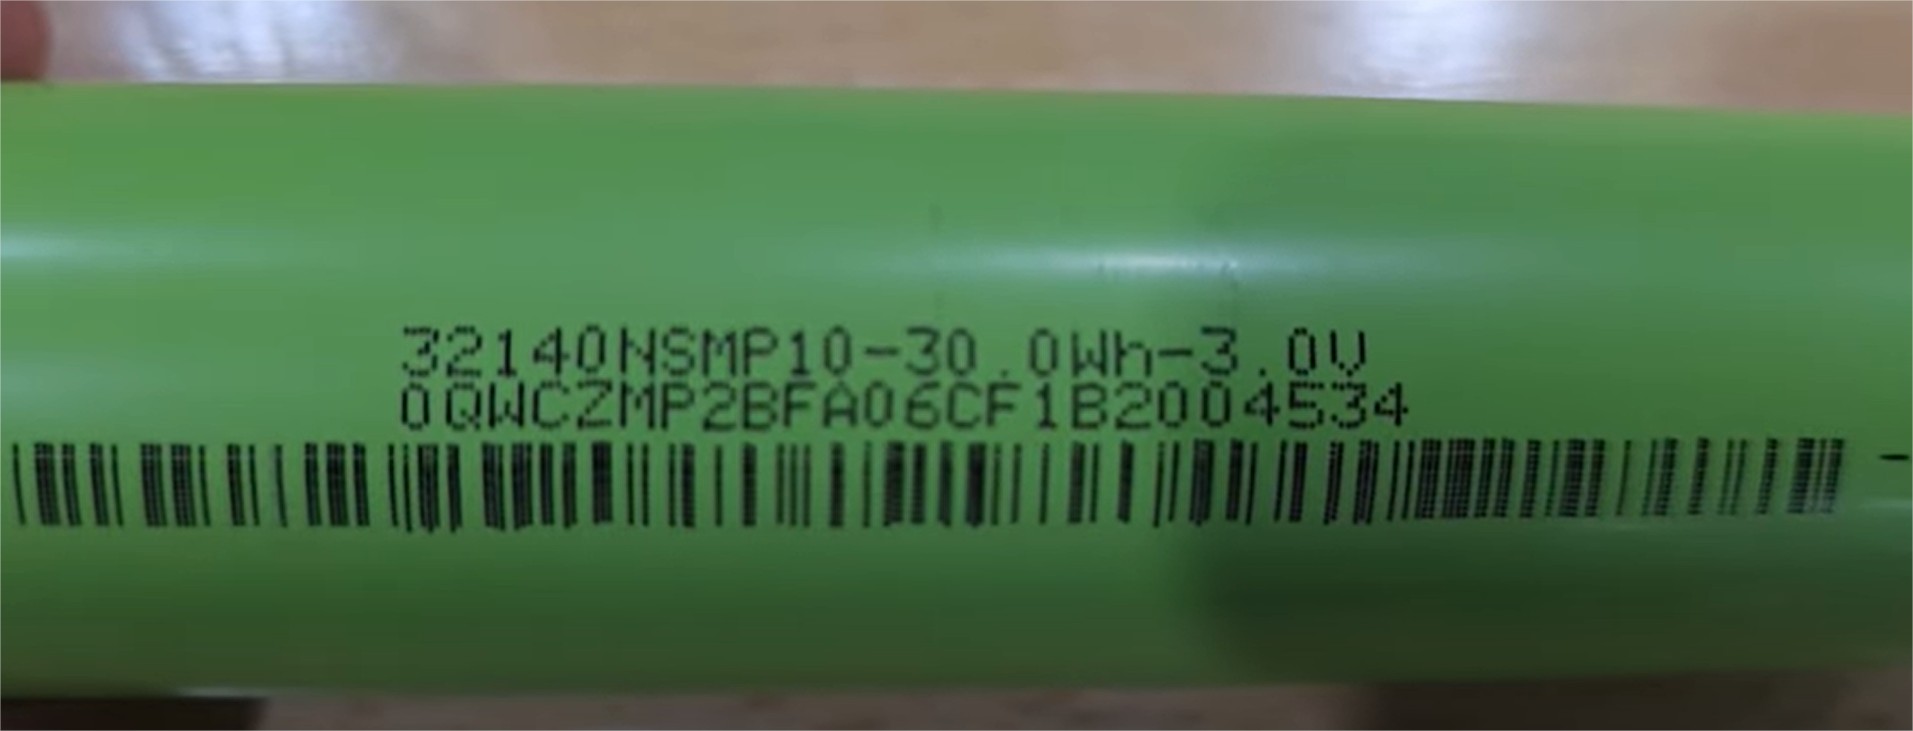 32140NSMP10-30.0Wh-3.0V
0QWCZMP2BFA06CF1B2004534